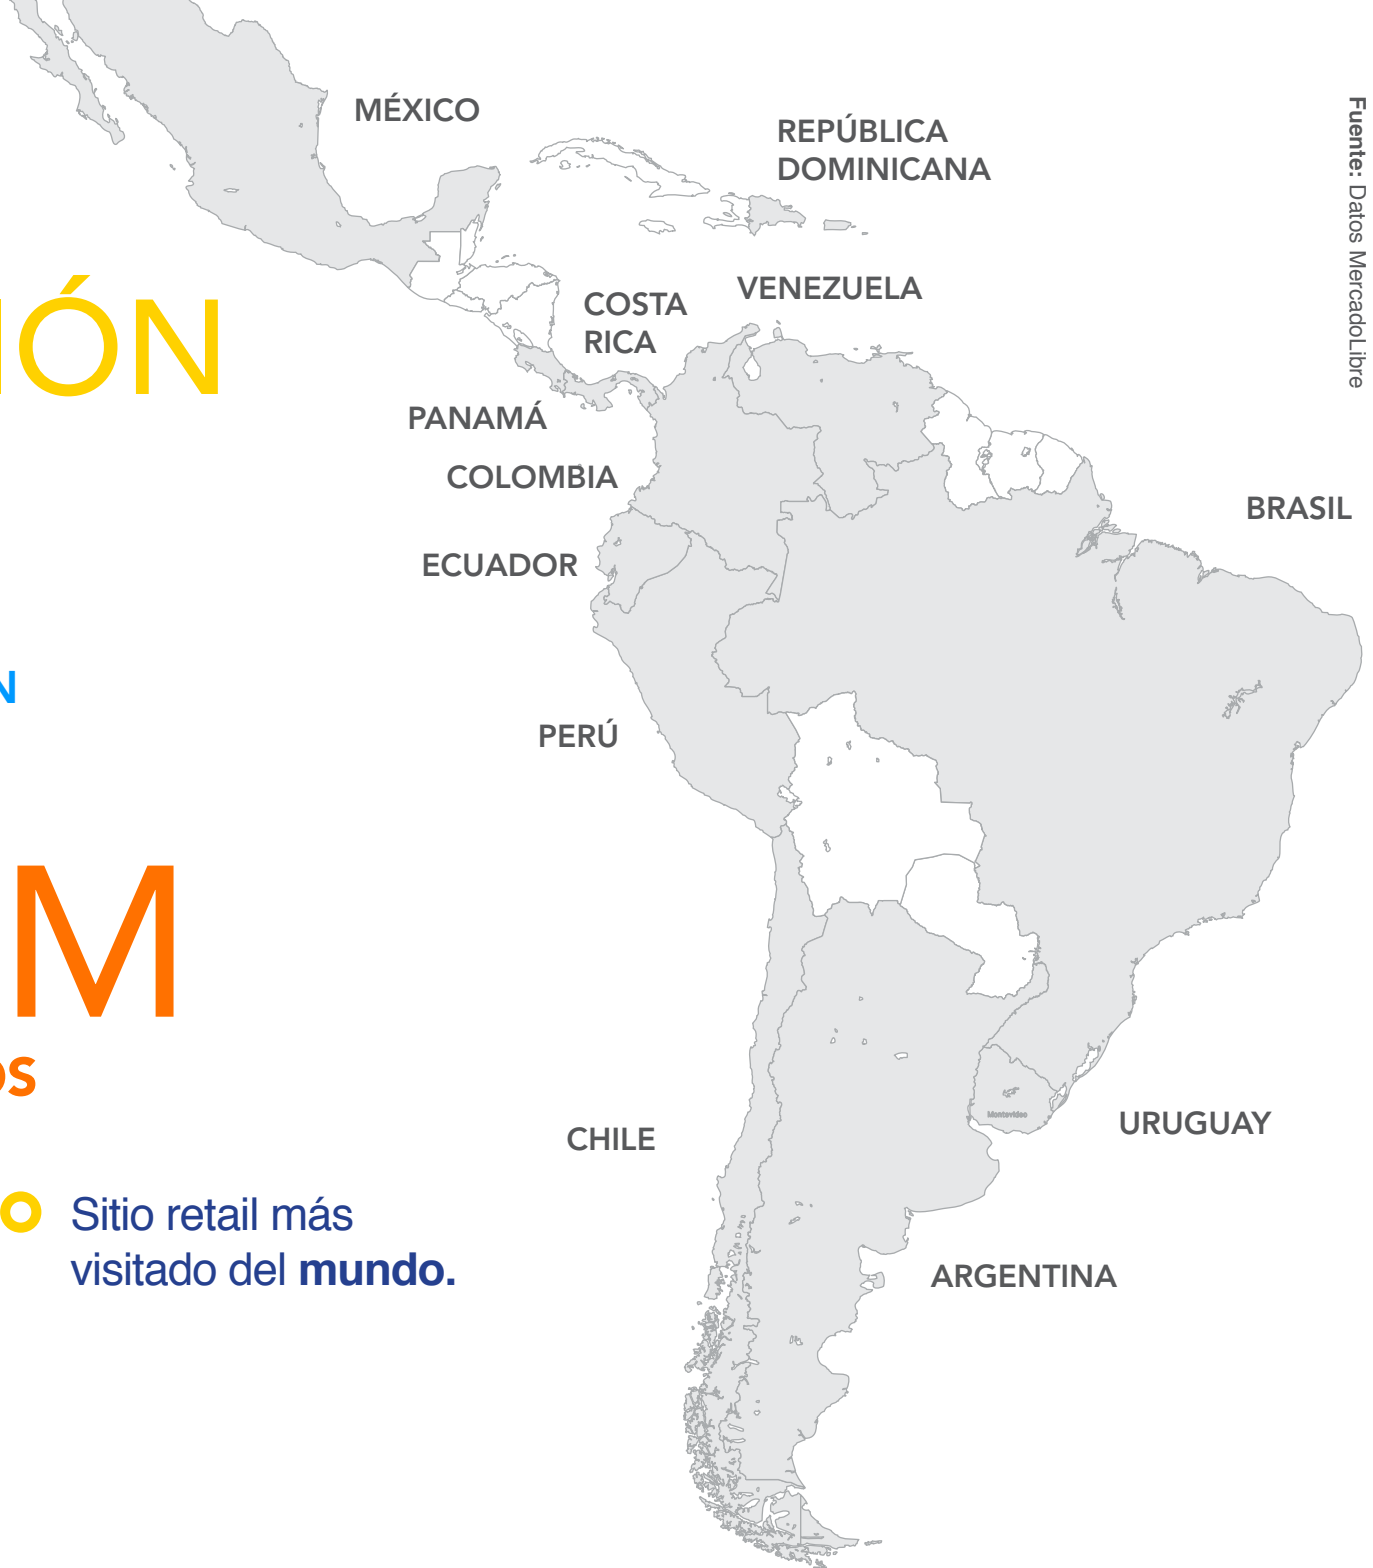 MÉXICO
REPÚBLICA
DOMINICANA
Fuente: Datos MercadoLibre
VENEZUELA
COSTA
RICA
IÓN
PANAMÁ
COLOMBIA
BRASIL
ECUADOR
N
PERÚ
M
OS
Montevideo
URUGUAY
CHILE
Sitio retail más
visitado del mundo.
ARGENTINA